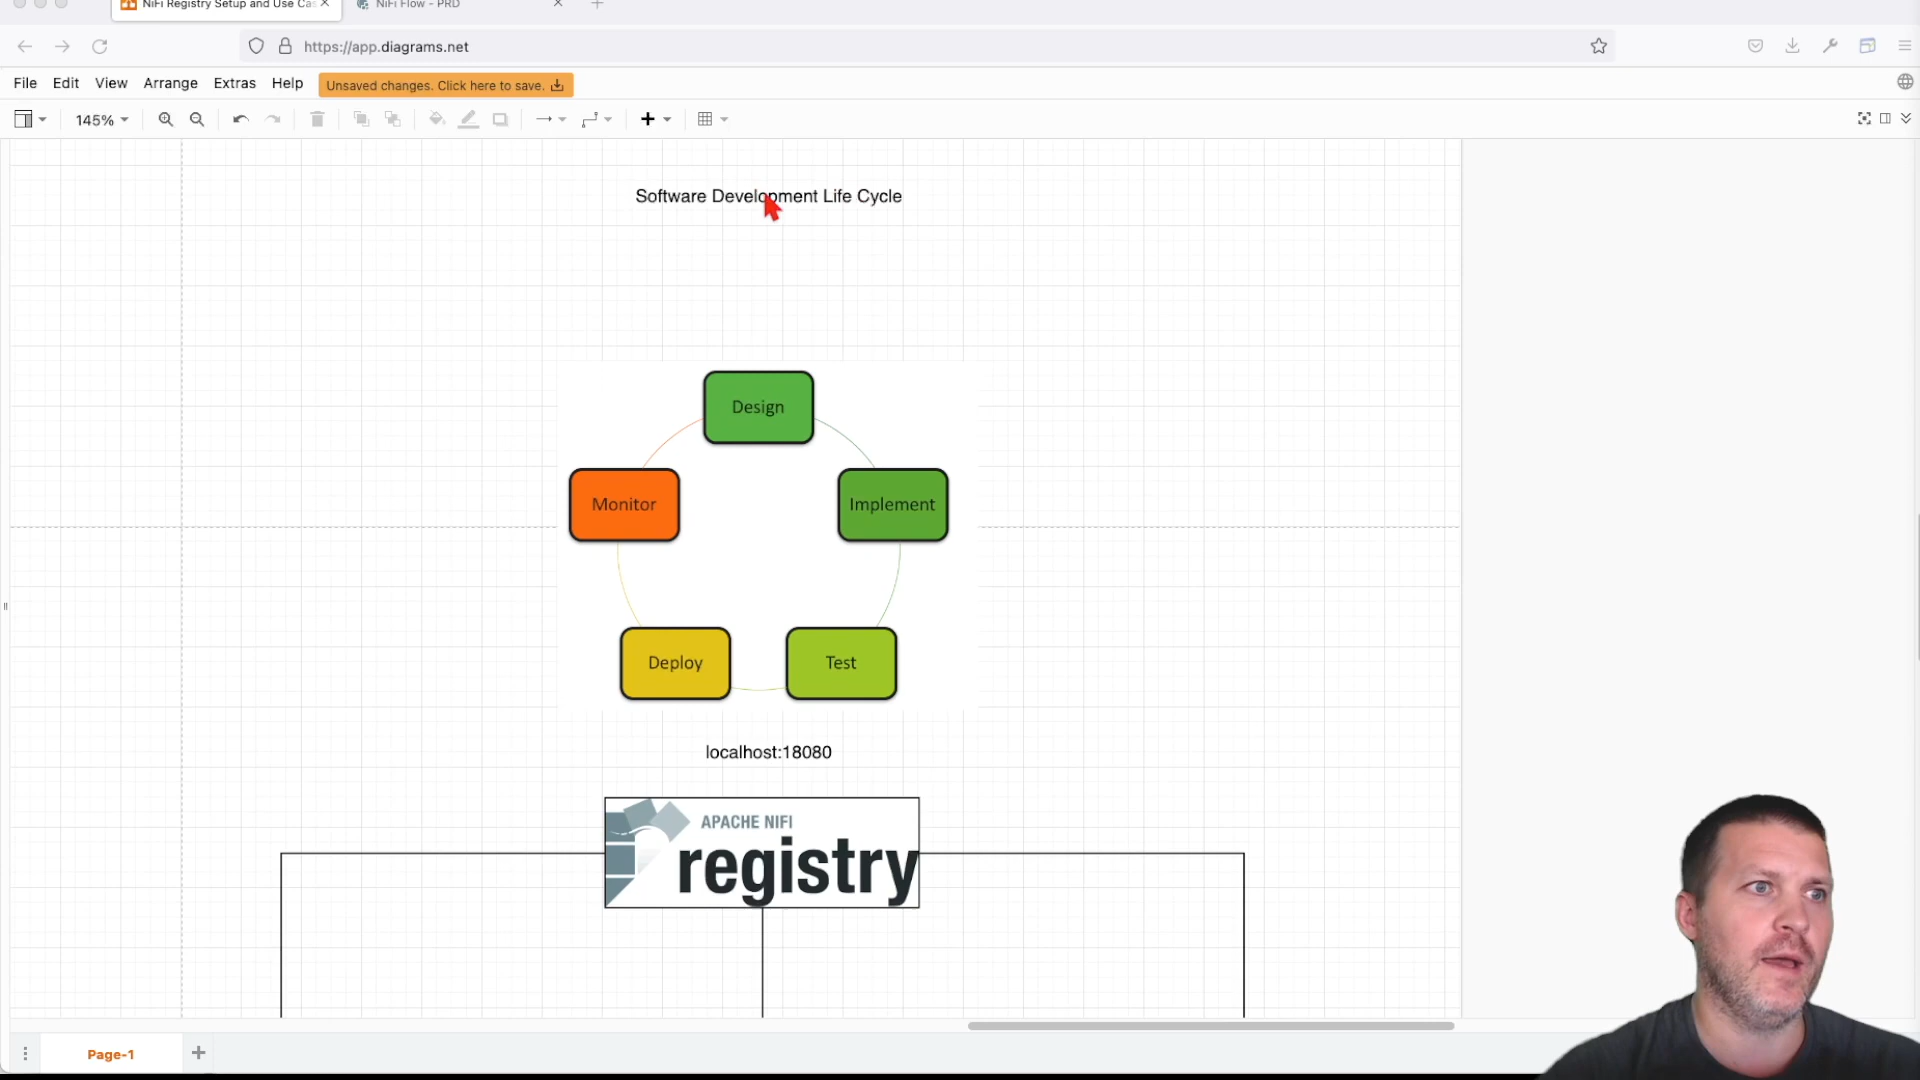 NiFi Registry Setup and Use Cas
NiFi Flow - PRD
https://app.diagrams.net
File Edit View Arrange Extras Help Unsaved changes. Click here to save.
145%
Software Development Life Cycle
Design
Monitor
Implement
Deploy
Test
localhost:18080
APACHE NIFI
registry
Page-1